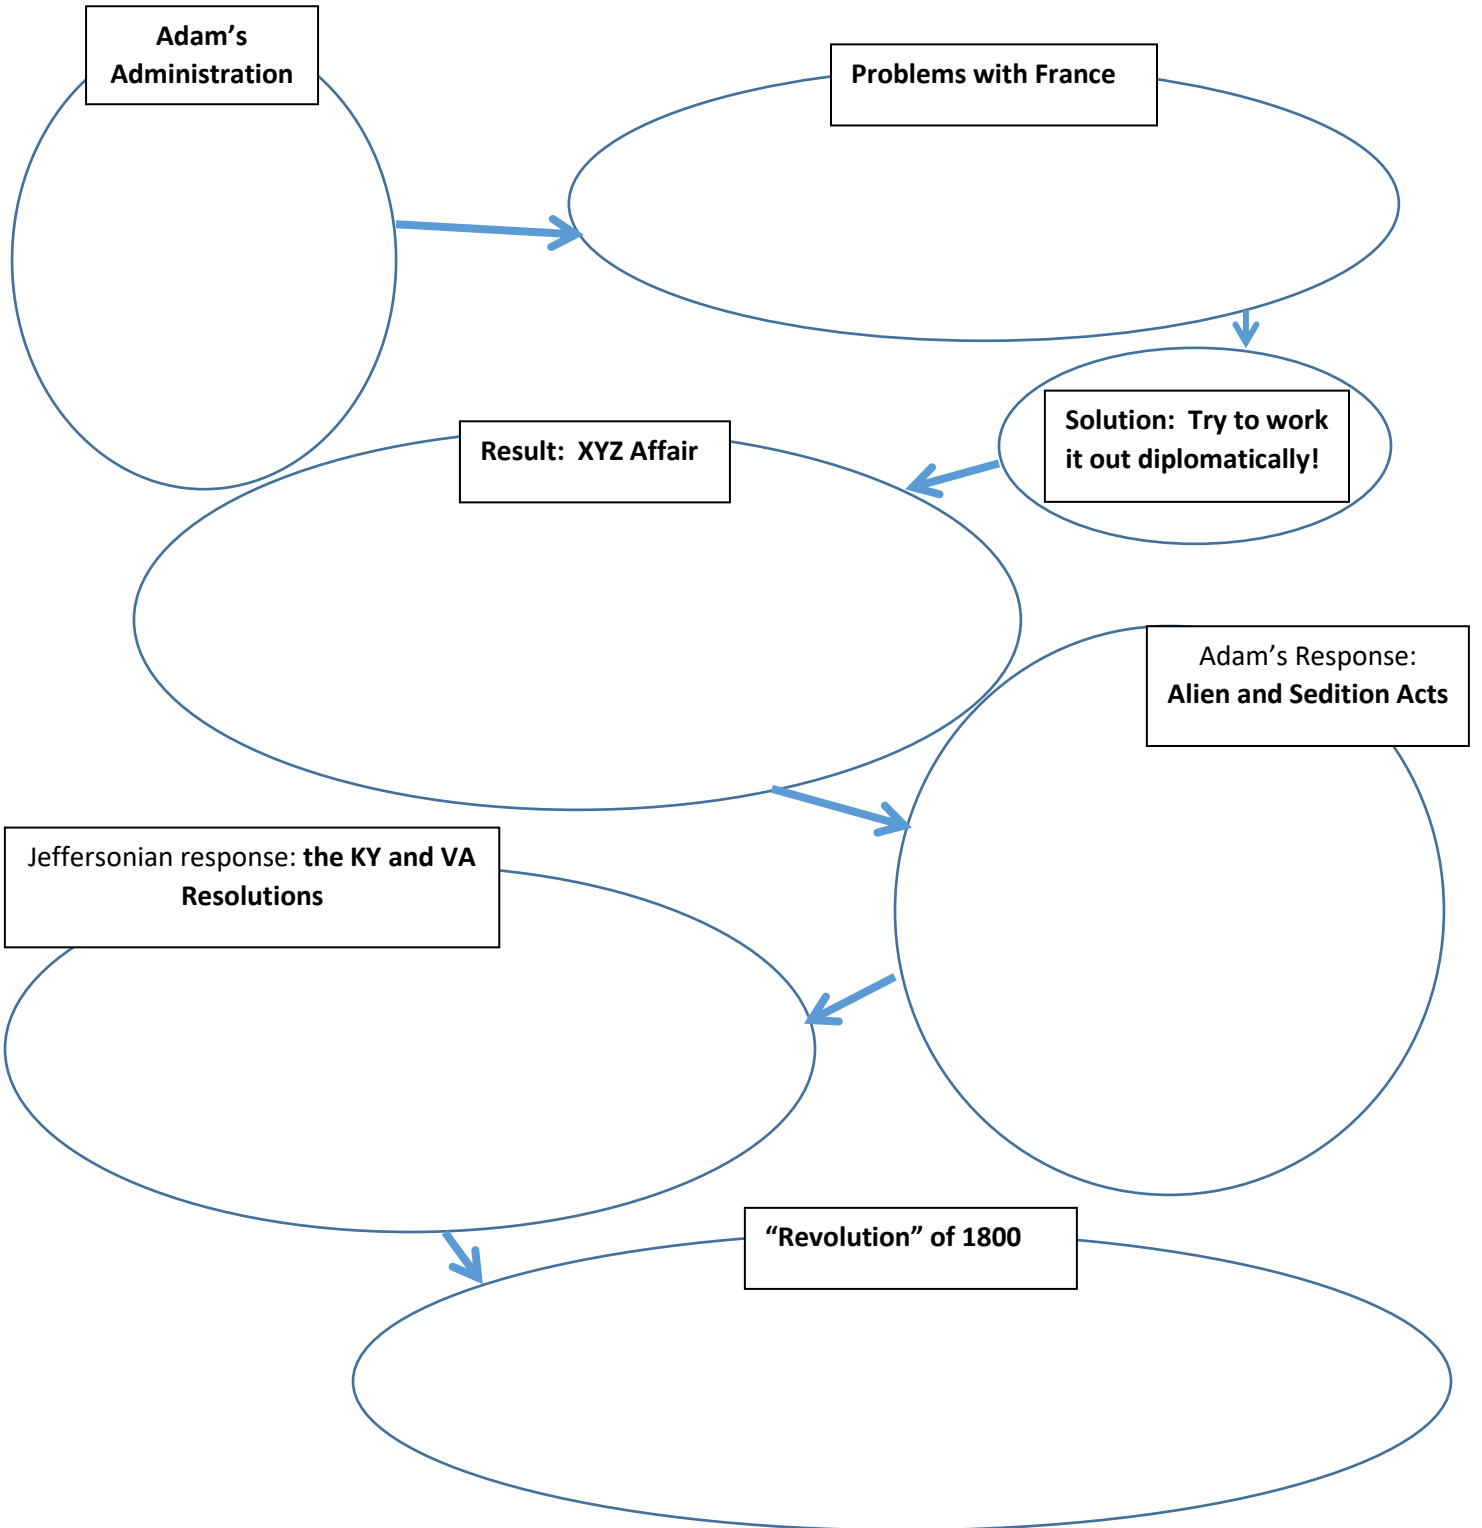 Adam’s
Administration
Problems with France
Solution:  Try to work
it out diplomatically!
Result:  XYZ Affair
Adam’s Response:
Alien and Sedition Acts
Jeffersonian response: the KY and VA
Resolutions
“Revolution” of 1800